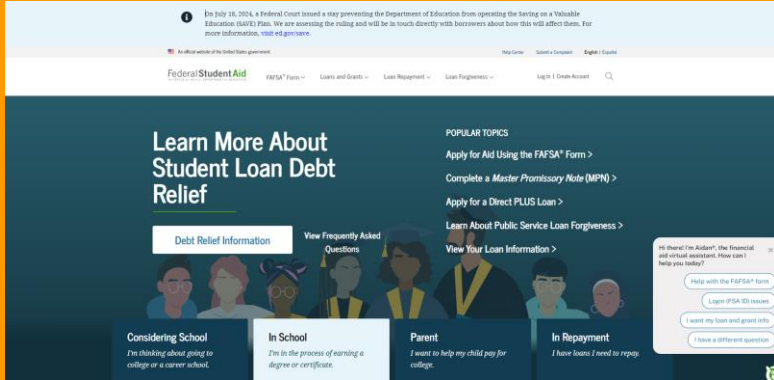 On July 18, 2024, a Federal Court issued a stay preventing the Department of Education from operating the Saving on a Valuable
Education (SAVE) Plan. We are assessing the ruling and will be in touch directly with borrowers about how this will affect them. For
more information, visit ed.gov/save.
An official website of the United States government.
Help Center Submit a Complaint English | Español
Federal Student Aid
FAFSA® Form Loans and Grants Loan Repayment Loan Forgiveness Log In | Create Account
Learn More About
Student Loan Debt
Relief
Debt Relief Information
View Frequently Asked
Questions
POPULAR TOPICS
Apply for Aid Using the FAFSA® Form >
Complete a Master Promissory Note (MPN) >
Apply for a Direct PLUS Loan >
Learn About Public Service Loan Forgiveness >
View Your Loan Information >
Hi there! I'm Aidan®, the financial
aid virtual assistant. How can I
help you today?
Help with the FAFSA® form
Login (FSA ID) issues
I want my loan and grant info
I have a different question
Considering School
I'm thinking about going to
college or a career school.
In School
I'm in the process of earning a
degree or certificate.
Parent
I want to help my child pay for
college.
In Repayment
I have loans I need to repay.